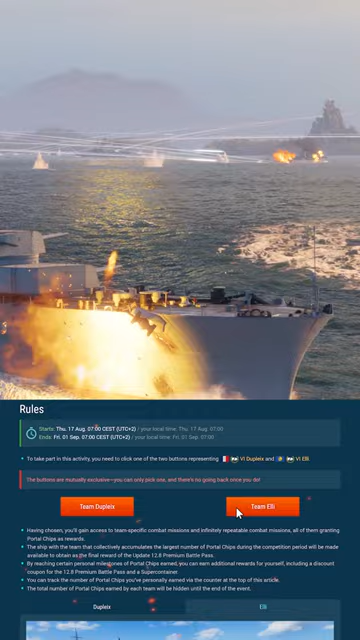 Rules
Starts: Thu. 17 Aug. 07:00 CEST (UTC+2) / your local time: Thu. 17 Aug. 07:00
Ends: Fri. 01 Sep. 07:00 CEST (UTC+2) / your local time: Fri. 01 Sep. 07:00
To take part in this activity, you need to click one of the two buttons representing VI Dupleix and VI Elli.
The buttons are mutually exclusive—you can only pick one, and there's no going back once you do!
Team Dupleix Team Elli
Having chosen, you'll gain access to team-specific combat missions and infinitely repeatable combat missions, all of them granting
Portal Chips as rewards.
The ship with the team that collectively accumulates the largest number of Portal Chips during the competition period will be made
available to obtain as the final reward of the Update 12.8 Premium Battle Pass.
By reaching certain personal milestones of Portal Chips earned, you can earn additional rewards for yourself, including a discount
coupon for the 12.8 Premium Battle Pass and a Supercontainer.
You can track the number of Portal Chips you've personally earned via the counter at the top of this article.
The total number of Portal Chips earned by each team will be hidden until the end of the event.
Dupleix Elli